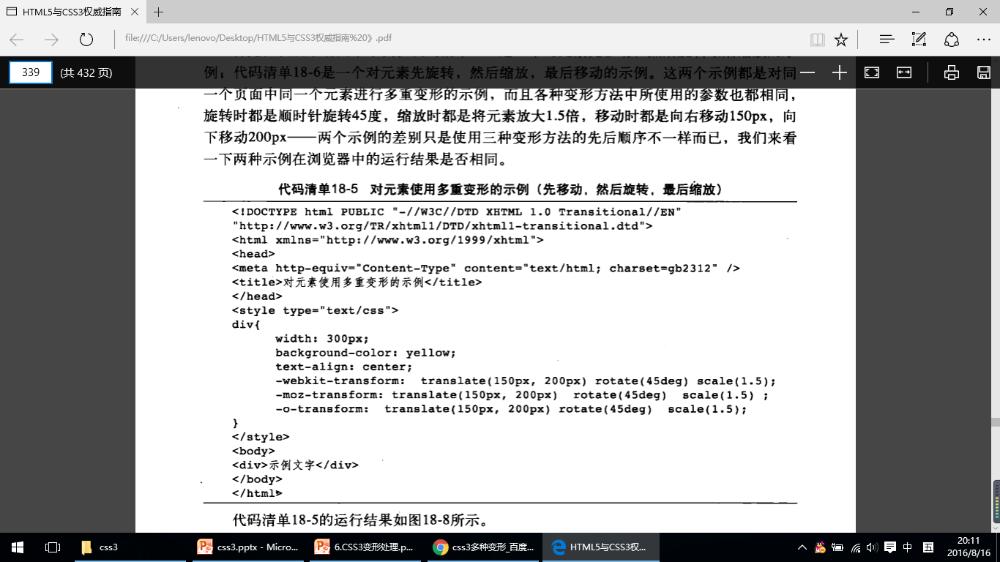 HTML5与CSS3权威指南
file:///C:/Users/lenovo/Desktop/HTML5与CSS3权威指南%20》.pdf
339 (共 432 页)
例；代码清单18-6是一个对元素先旋转，然后缩放，最后移动的示例。这两个示例都是对同
一个页面中同一个元素进行多重变形的示例，而且各种变形方法中所使用的参数也都相同，
旋转时都是顺时针旋转45度，缩放时都是将元素放大1.5倍，移动时都是向右移动150px，向
下移动200px——两个示例的差别只是使用三种变形方法的先后顺序不一样而已，我们来看
一下两种示例在浏览器中的运行结果是否相同。
代码清单18-5 对元素使用多重变形的示例（先移动，然后旋转，最后缩放）
<!DOCTYPE html PUBLIC "-//W3C//DTD XHTML 1.0 Transitional//EN"
"http://www.w3.org/TR/xhtml1/DTD/xhtml1-transitional.dtd">
<html xmlns="http://www.w3.org/1999/xhtml">
<head>
<meta http-equiv="Content-Type" content="text/html; charset=gb2312" />
<title>对元素使用多重变形的示例</title>
</head>
<style type="text/css">
div{
width: 300px;
background-color: yellow;
text-align: center;
-webkit-transform: translate(150px, 200px) rotate(45deg) scale(1.5);
-moz-transform: translate(150px, 200px) rotate(45deg) scale(1.5) ;
-o-transform: translate(150px, 200px) rotate(45deg) scale(1.5);
}
</style>
<body>
<div>示例文字</div>
</body>
</html>
代码清单18-5的运行结果如图18-8所示。
css3 css3.pptx - Micro... 6.CSS3变形处理.p... css3多种变形_百度... HTML5与CSS3权... 中 五 20:11
2016/8/16